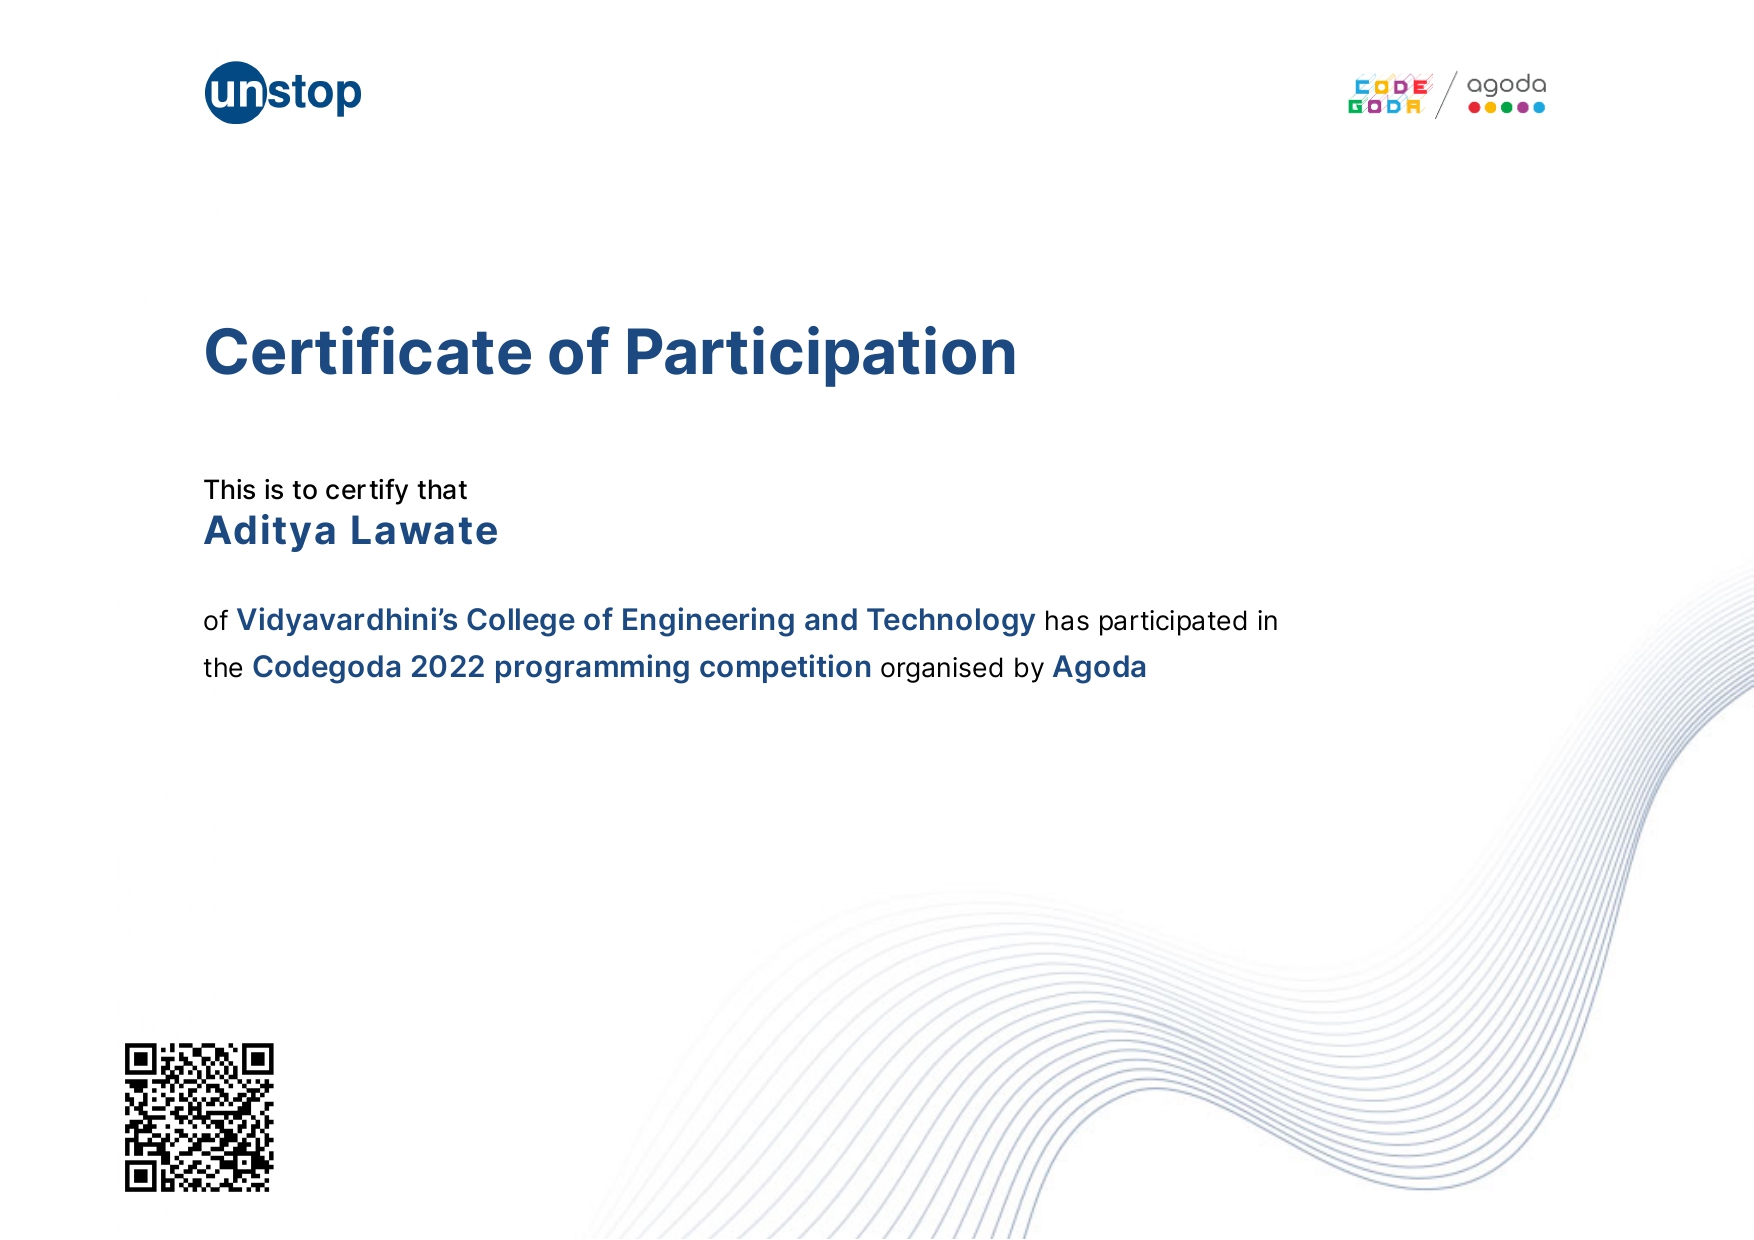 unstop
CODE
GODA
agoda
Certificate of Participation
This is to certify that
Aditya Lawate
of Vidyavardhini’s College of Engineering and Technology has participated in
the Codegoda 2022 programming competition organised by Agoda